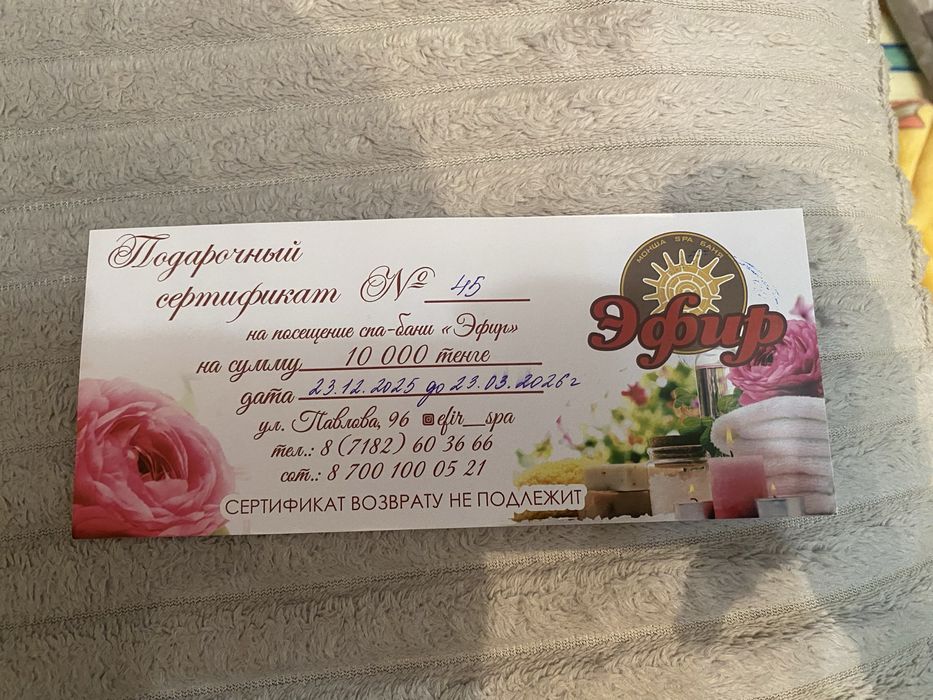 Подарочный
сертификат № 45
на посещение спа-бани «Эфир»
на сумму 10 000 тенге
дата 23.12.2025 до 23.03.2026г
ул. Павлова, 96 efir__spa
тел.: 8 (7182) 60 36 66
сот.: 8 700 100 05 21
СЕРТИФИКАТ ВОЗВРАТУ НЕ ПОДЛЕЖИТ
МОНША SPA БАНЯ
Эфир